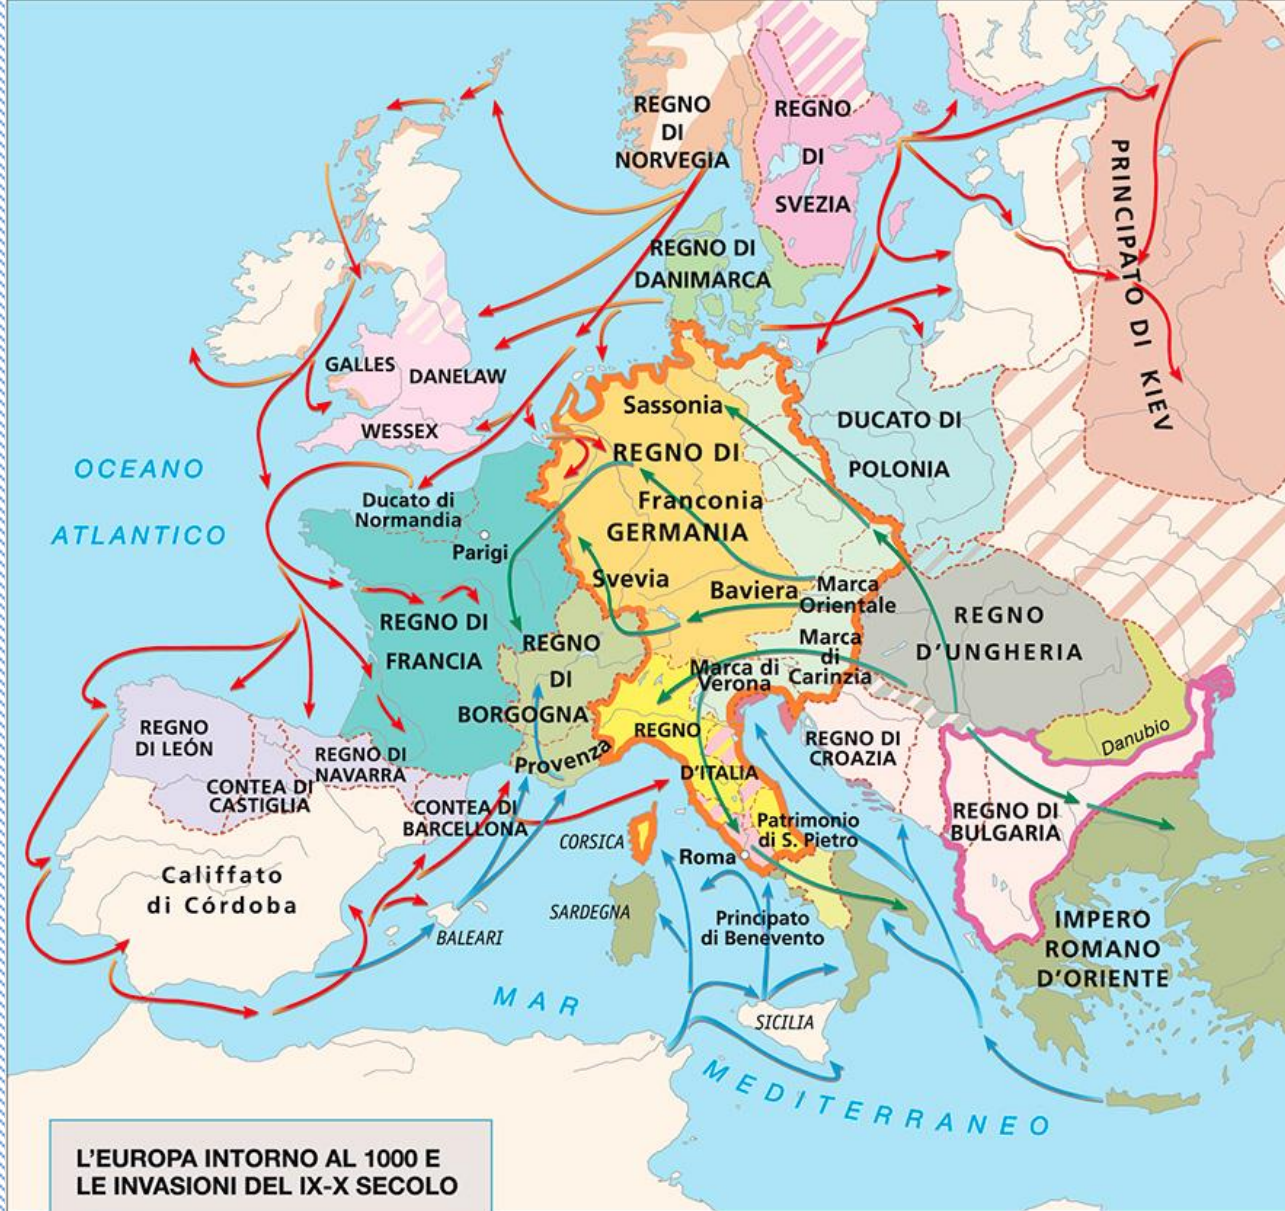 REGNO
DI
NORVEGIA
REGNO
DI
SVEZIA
PRINCIPATO DI KIEV
REGNO DI
DANIMARCA
GALLES
DANELAW
WESSEX
Sassonia
REGNO DI
Franconia
GERMANIA
DUCATO DI
POLONIA
OCEANO
ATLANTICO
Ducato di
Normandia
Parigi
Svevia
Baviera
Marca
Orientale
Marca
di
Carinzia
REGNO
D'UNGHERIA
REGNO DI
FRANCIA
REGNO
DI
BORGOGNA
Marca di
Verona
Provenza
REGNO
D'ITALIA
REGNO DI
CROAZIA
Danubio
REGNO
DI LEÓN
CONTEA DI
CASTIGLIA
REGNO DI
NAVARRA
CONTEA DI
BARCELLONA
Califfato
di Córdoba
CORSICA
SARDEGNA
BALEARI
Roma
Patrimonio
di S. Pietro
Principato
di Benevento
REGNO DI
BULGARIA
IMPERO
ROMANO
D'ORIENTE
SICILIA
MAR
MEDITERRANEO
L'EUROPA INTORNO AL 1000 E
LE INVASIONI DEL IX-X SECOLO